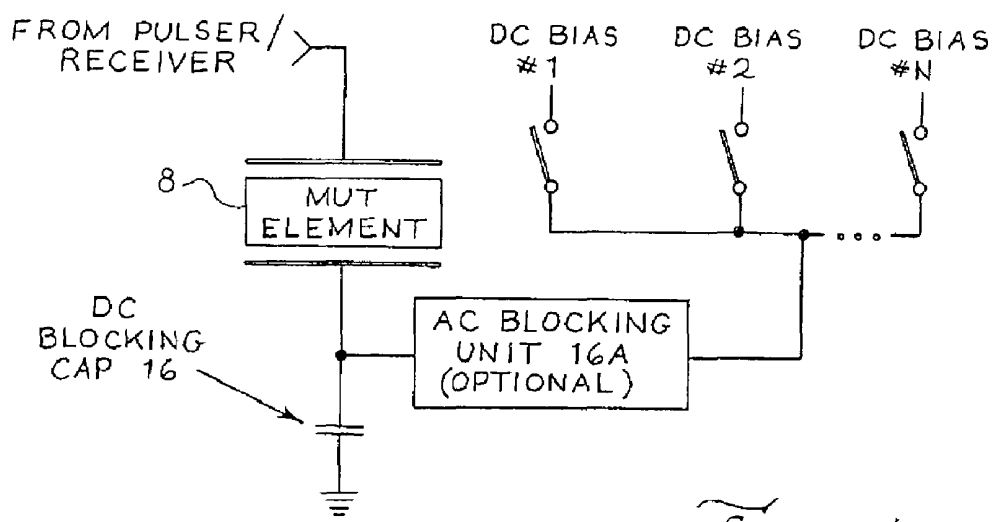 FROM PULSER/
RECEIVER
DC BIAS
#1
DC BIAS
#2
DC BIAS
#N
8
MUT
ELEMENT
DC
BLOCKING
CAP 16
AC BLOCKING
UNIT 16A
(OPTIONAL)